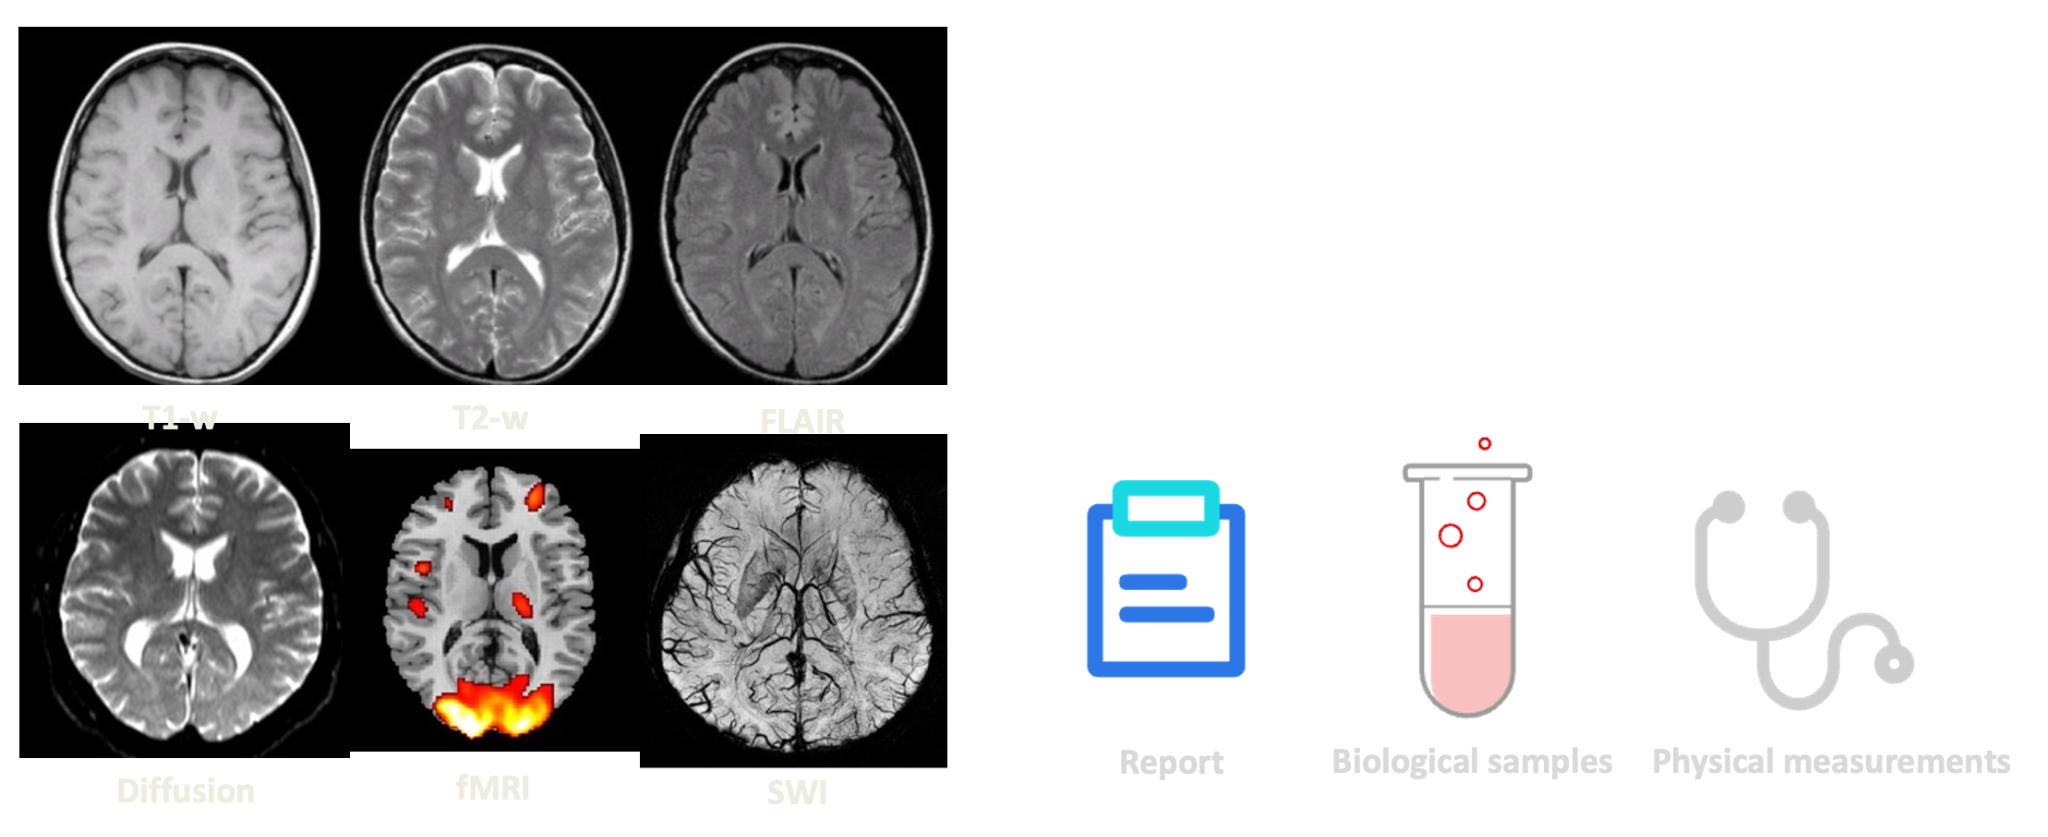 T1-w
T2-w
FLAIR
Diffusion
fMRI
SWI
Report
Biological samples
Physical measurements